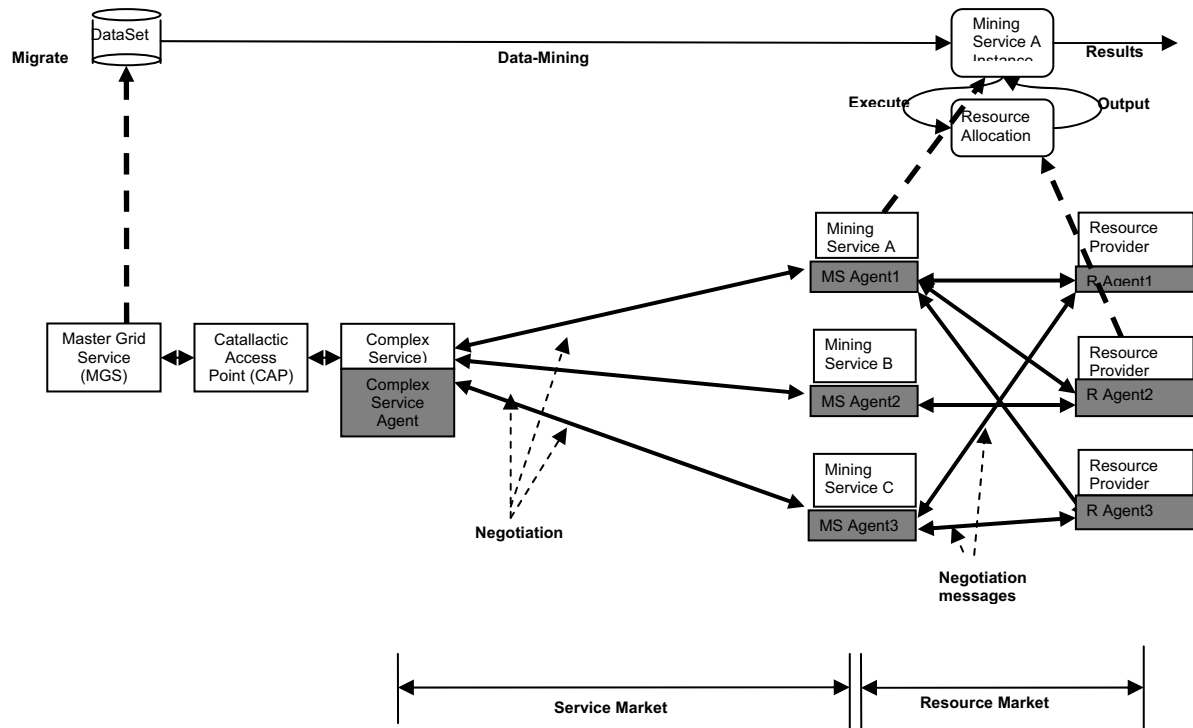 DataSet
Migrate
Data-Mining
Mining
Service A
Instance
Results
Execute
Output
Resource
Allocation
Mining
Service A
MS Agent1
Resource
Provider
R Agent1
Master Grid
Service
(MGS)
Catallactic
Access
Point (CAP)
Complex
Service)
Complex
Service
Agent
Mining
Service B
MS Agent2
Resource
Provider
R Agent2
Mining
Service C
MS Agent3
Resource
Provider
R Agent3
Negotiation
Negotiation
messages
Service Market
Resource Market